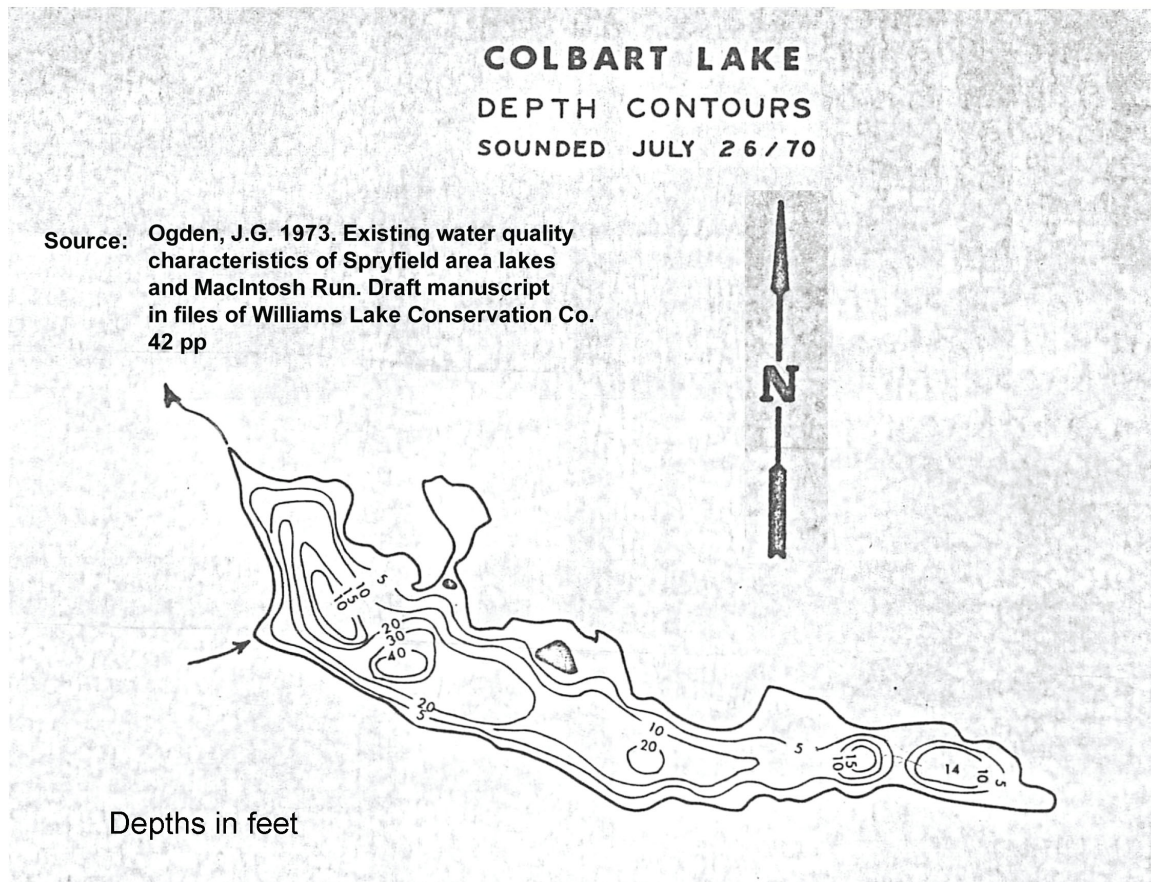 COLBART LAKE
DEPTH CONTOURS
SOUNDED JULY 26/70
Source: Ogden, J.G. 1973. Existing water quality
characteristics of Spryfield area lakes
and MacIntosh Run. Draft manuscript
in files of Williams Lake Conservation Co.
42 pp
N
5
10
15
10
20
30
40
20
5
10
20
5
10
15
14
10
5
Depths in feet